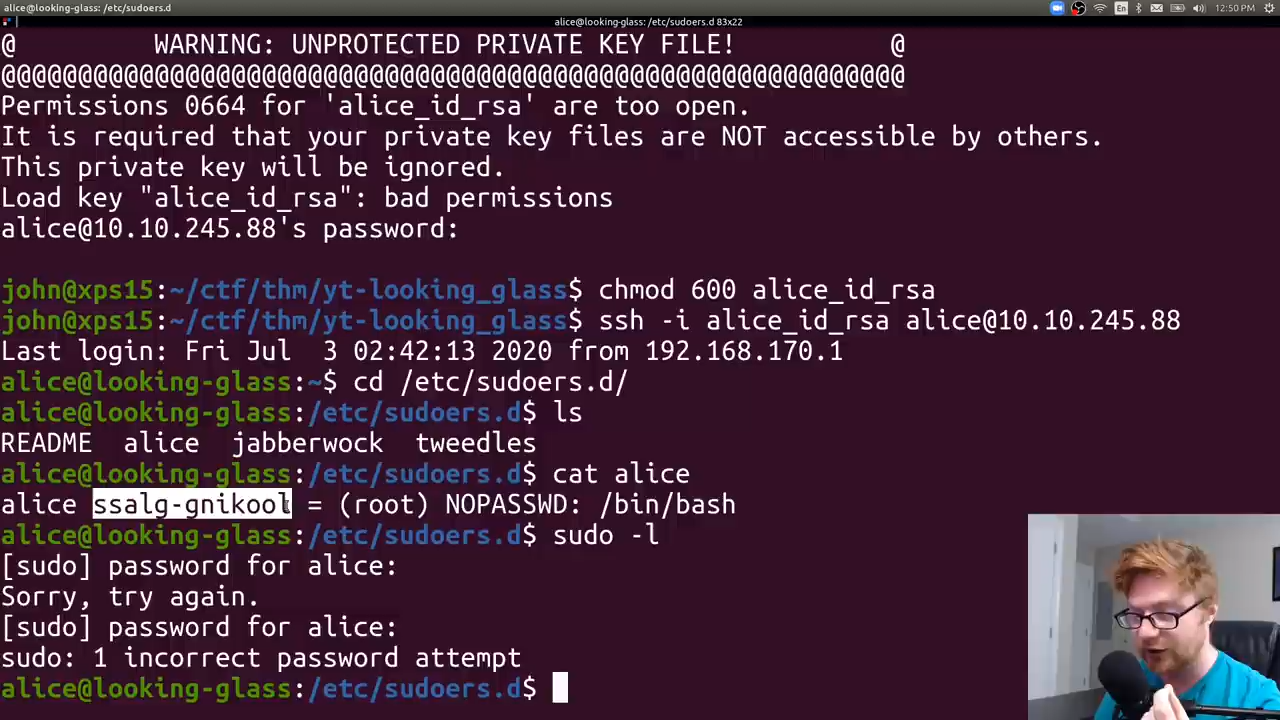 alice@looking-glass: /etc/sudoers.d
En
12:50 PM
alice@looking-glass: /etc/sudoers.d 83x22
@ WARNING: UNPROTECTED PRIVATE KEY FILE! @
@@@@@@@@@@@@@@@@@@@@@@@@@@@@@@@@@@@@@@@@@@@@@@@@@@@@@@@@@@@
Permissions 0664 for 'alice_id_rsa' are too open.
It is required that your private key files are NOT accessible by others.
This private key will be ignored.
Load key "alice_id_rsa": bad permissions
alice@10.10.245.88's password:
john@xps15:~/ctf/thm/yt-looking_glass$ chmod 600 alice_id_rsa
john@xps15:~/ctf/thm/yt-looking_glass$ ssh -i alice_id_rsa alice@10.10.245.88
Last login: Fri Jul  3 02:42:13 2020 from 192.168.170.1
alice@looking-glass:~$ cd /etc/sudoers.d/
alice@looking-glass:/etc/sudoers.d$ ls
README  alice  jabberwock  tweedles
alice@looking-glass:/etc/sudoers.d$ cat alice
alice ssalg-gnikool = (root) NOPASSWD: /bin/bash
alice@looking-glass:/etc/sudoers.d$ sudo -l
[sudo] password for alice:
Sorry, try again.
[sudo] password for alice:
sudo: 1 incorrect password attempt
alice@looking-glass:/etc/sudoers.d$